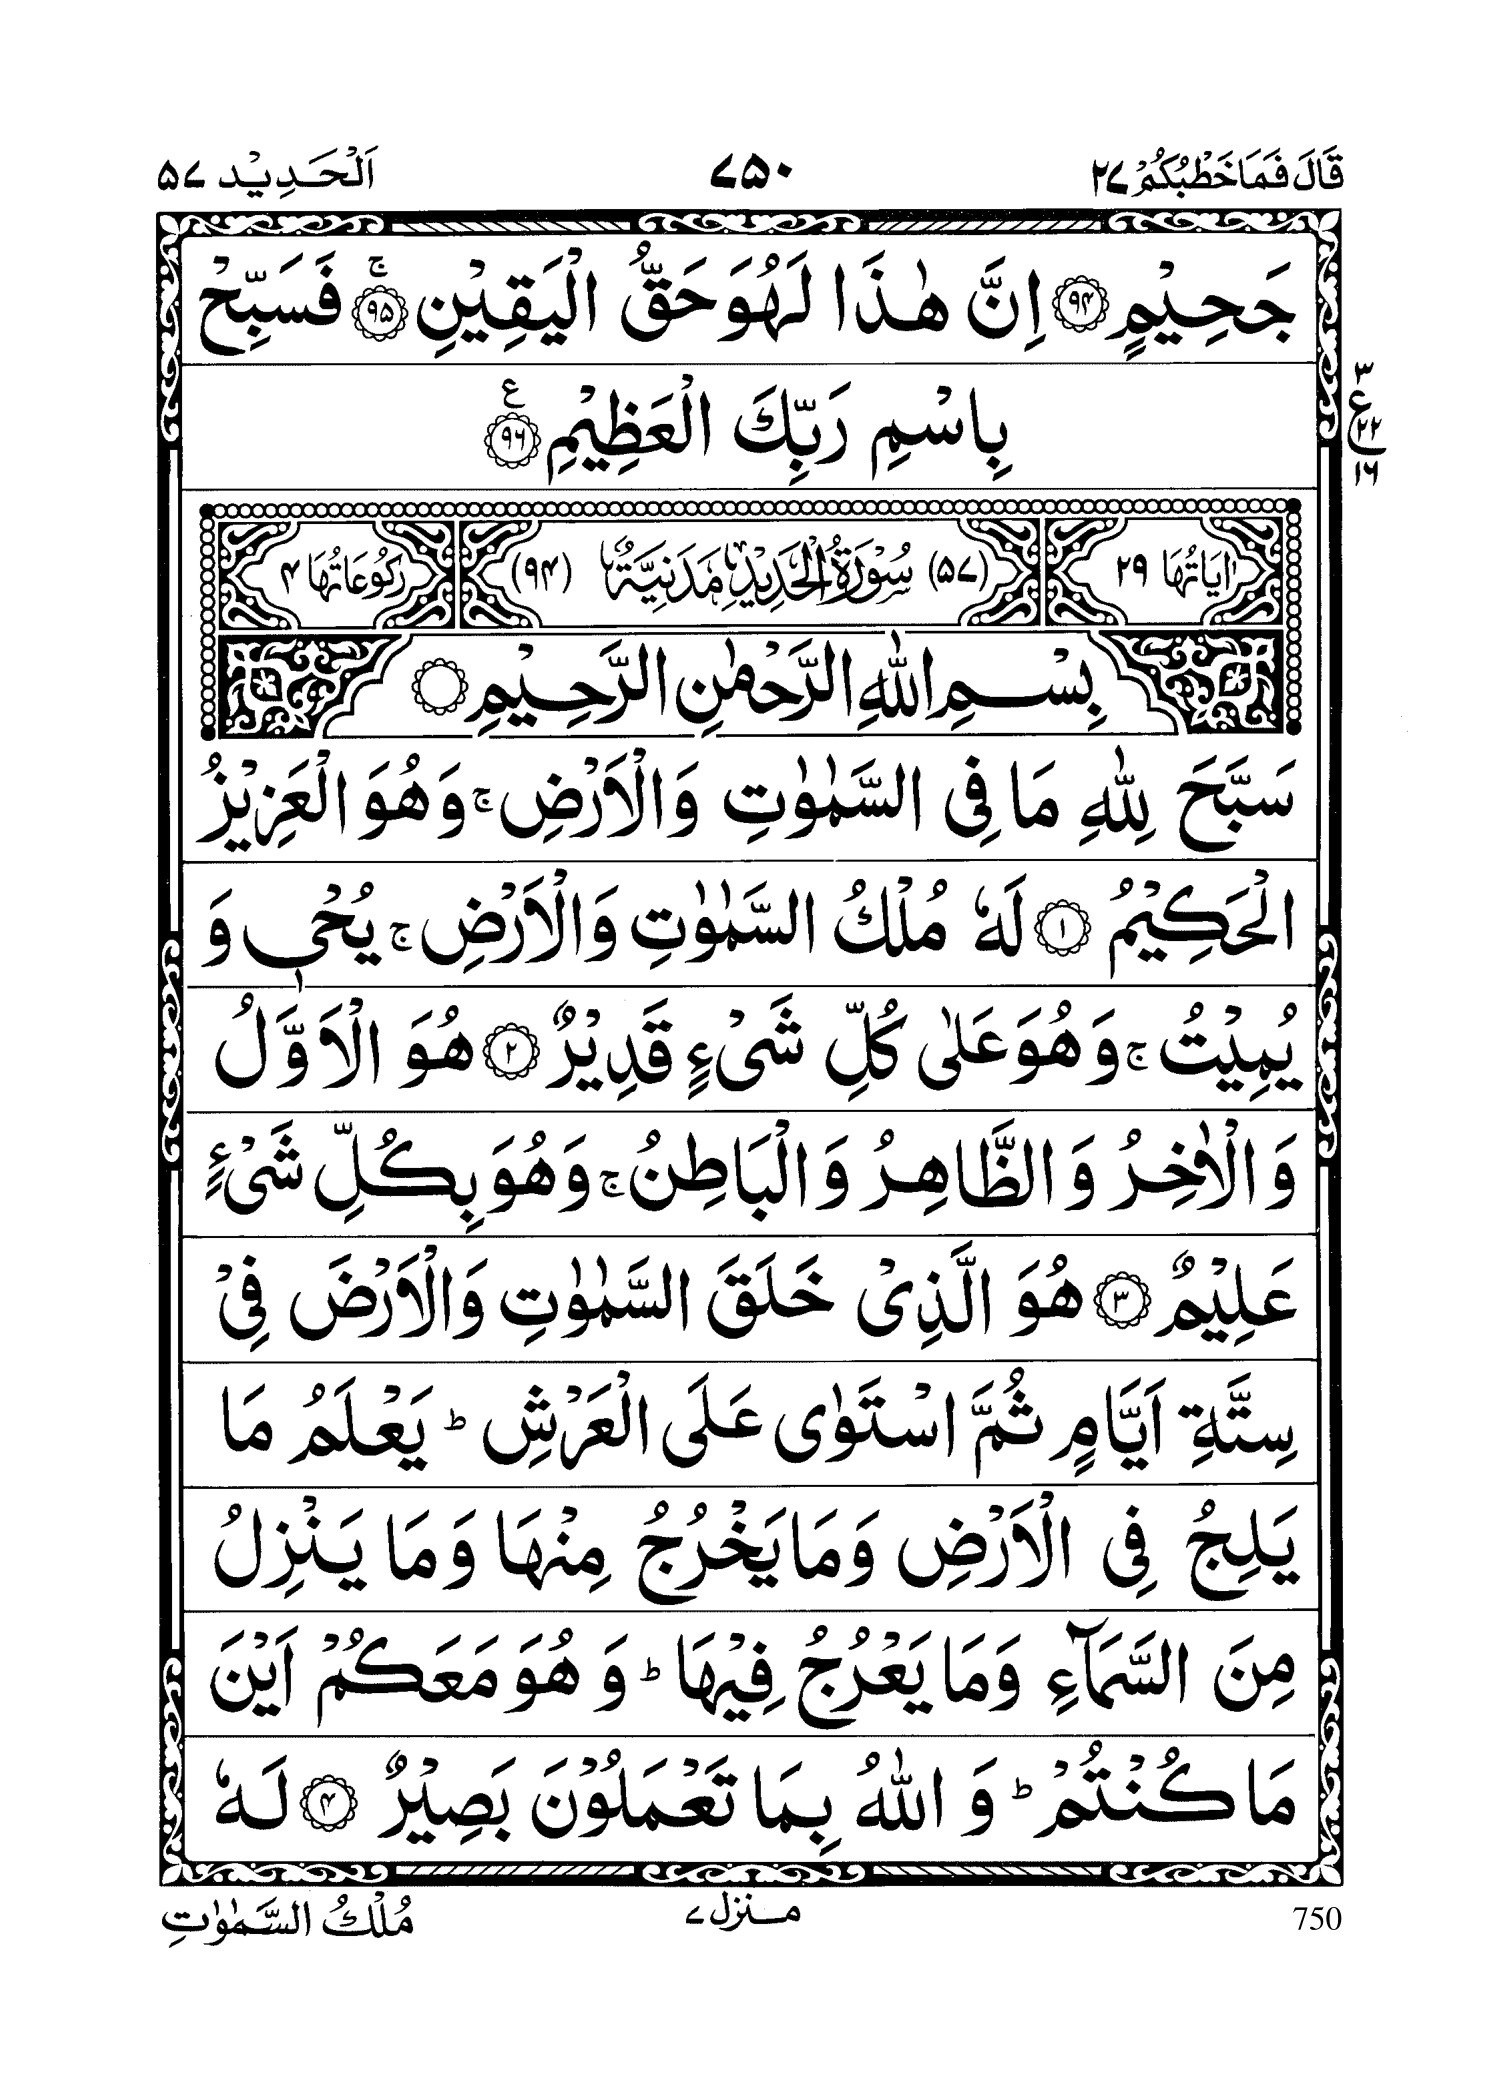 قَالَ فَمَا خَطْبُكُمْ ٢٧ ٧٥٠ اَلْحَدِيْد ٥٧
جَحِيْمٍ ۝٩٤ اِنَّ هٰذَا لَهُوَ حَقُّ الْيَقِيْنِ ۝٩٥ ۚ فَسَبِّحْ
بِاسْمِ رَبِّكَ الْعَظِيْمِ ۝٩٦ ع
٣
ع
٢٢
١٦
اٰيَاتُهَا ٢٩ (٥٧) سُوْرَةُ الْحَدِيْدِ مَدَنِيَّةٌ (٩٤) رَكُوْعَاتُهَا ٤
بِسْمِ اللّٰهِ الرَّحْمٰنِ الرَّحِيْمِ ۝
سَبَّحَ لِلّٰهِ مَا فِى السَّمٰوٰتِ وَالْاَرْضِ ۚ وَهُوَ الْعَزِيْزُ
الْحَكِيْمُ ۝١ لَهٗ مُلْكُ السَّمٰوٰتِ وَالْاَرْضِ ۚ يُحْيٖ وَ
يُمِيْتُ ۚ وَهُوَ عَلٰى كُلِّ شَىْءٍ قَدِيْرٌ ۝٢ هُوَ الْاَوَّلُ
وَالْاٰخِرُ وَالظَّاهِرُ وَالْبَاطِنُ ۚ وَهُوَ بِكُلِّ شَىْءٍ
عَلِيْمٌ ۝٣ هُوَ الَّذِىْ خَلَقَ السَّمٰوٰتِ وَالْاَرْضَ فِىْ
سِتَّةِ اَيَّامٍ ثُمَّ اسْتَوٰى عَلَى الْعَرْشِ ؕ يَعْلَمُ مَا
يَلِجُ فِى الْاَرْضِ وَمَا يَخْرُجُ مِنْهَا وَمَا يَنْزِلُ
مِنَ السَّمَآءِ وَمَا يَعْرُجُ فِيْهَا ؕ وَ هُوَ مَعَكُمْ اَيْنَ
مَا كُنْتُمْ ؕ وَ اللّٰهُ بِمَا تَعْمَلُوْنَ بَصِيْرٌ ۝٤ لَهٗ
750 مـنزل ٧ مُلْكُ السَّمٰوٰتِ